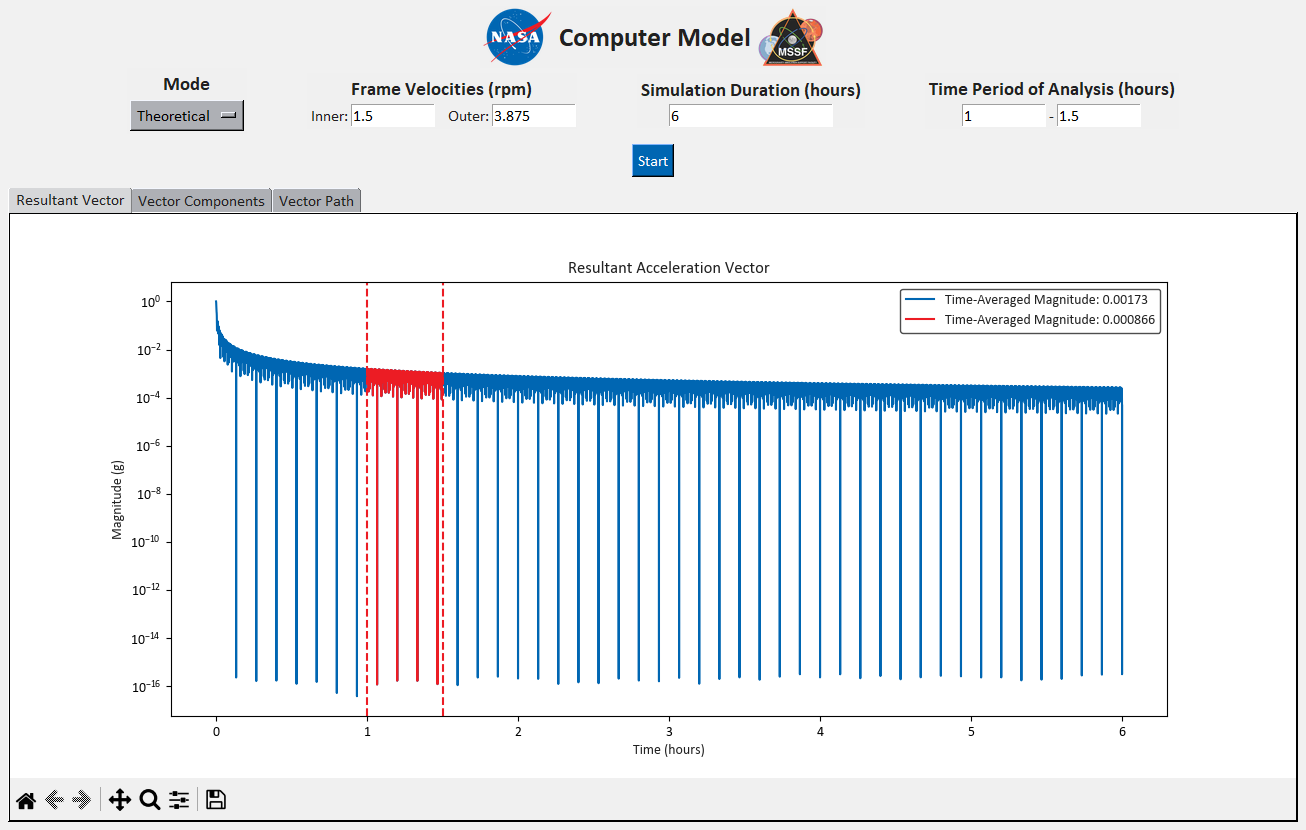 NASA Computer Model MSSF
Mode Frame Velocities (rpm) Simulation Duration (hours) Time Period of Analysis (hours)
Theoretical Inner: 1.5 Outer: 3.875 6 1 - 1.5
Start
Resultant Vector Vector Components Vector Path
Resultant Acceleration Vector
Time-Averaged Magnitude: 0.00173
Time-Averaged Magnitude: 0.000866
10⁰
10⁻²
10⁻⁴
10⁻⁶
10⁻⁸
10⁻¹⁰
10⁻¹²
10⁻¹⁴
10⁻¹⁶
Magnitude (g)
0 1 2 3 4 5 6
Time (hours)